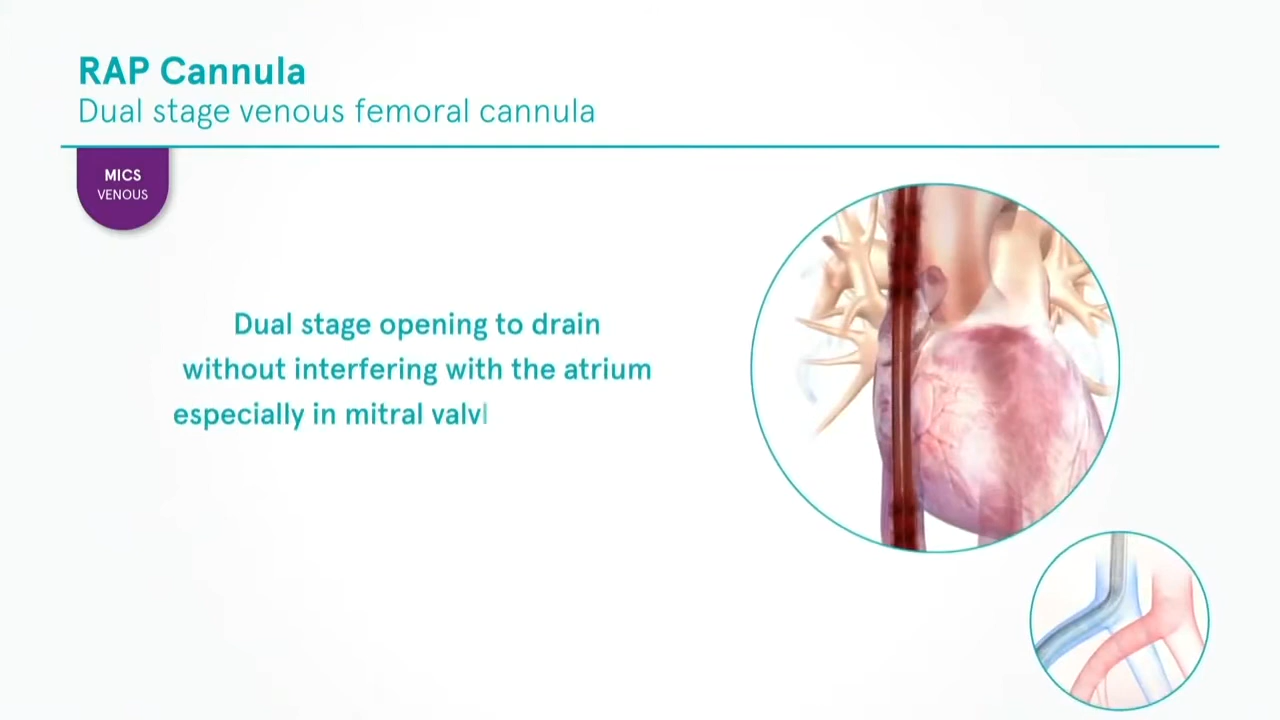 RAP Cannula
Dual stage venous femoral cannula
MICS
VENOUS
Dual stage opening to drain
without interfering with the atrium
especially in mitral valv